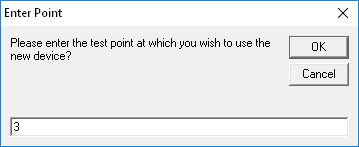 Enter Point
Please enter the test point at which you wish to use the
new device?
OK
Cancel
3